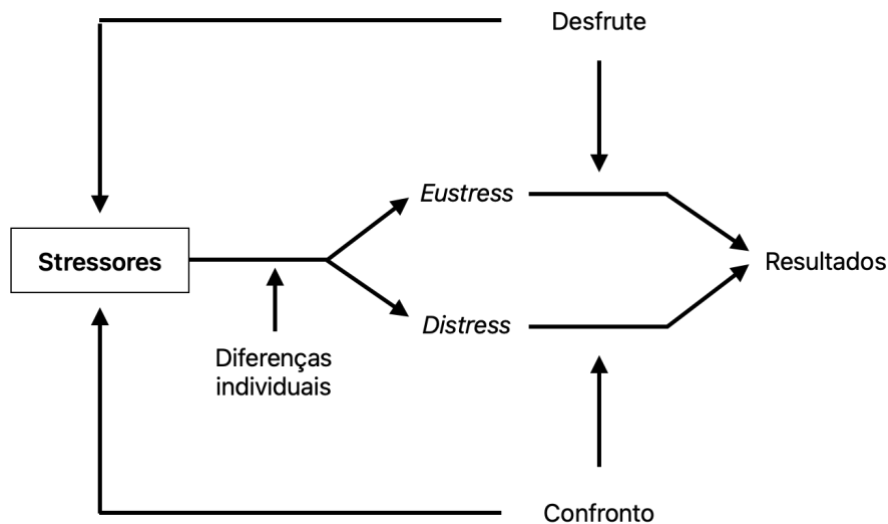 Desfrute
Eustress
Stressores
Resultados
Distress
Diferenças
individuais
Confronto